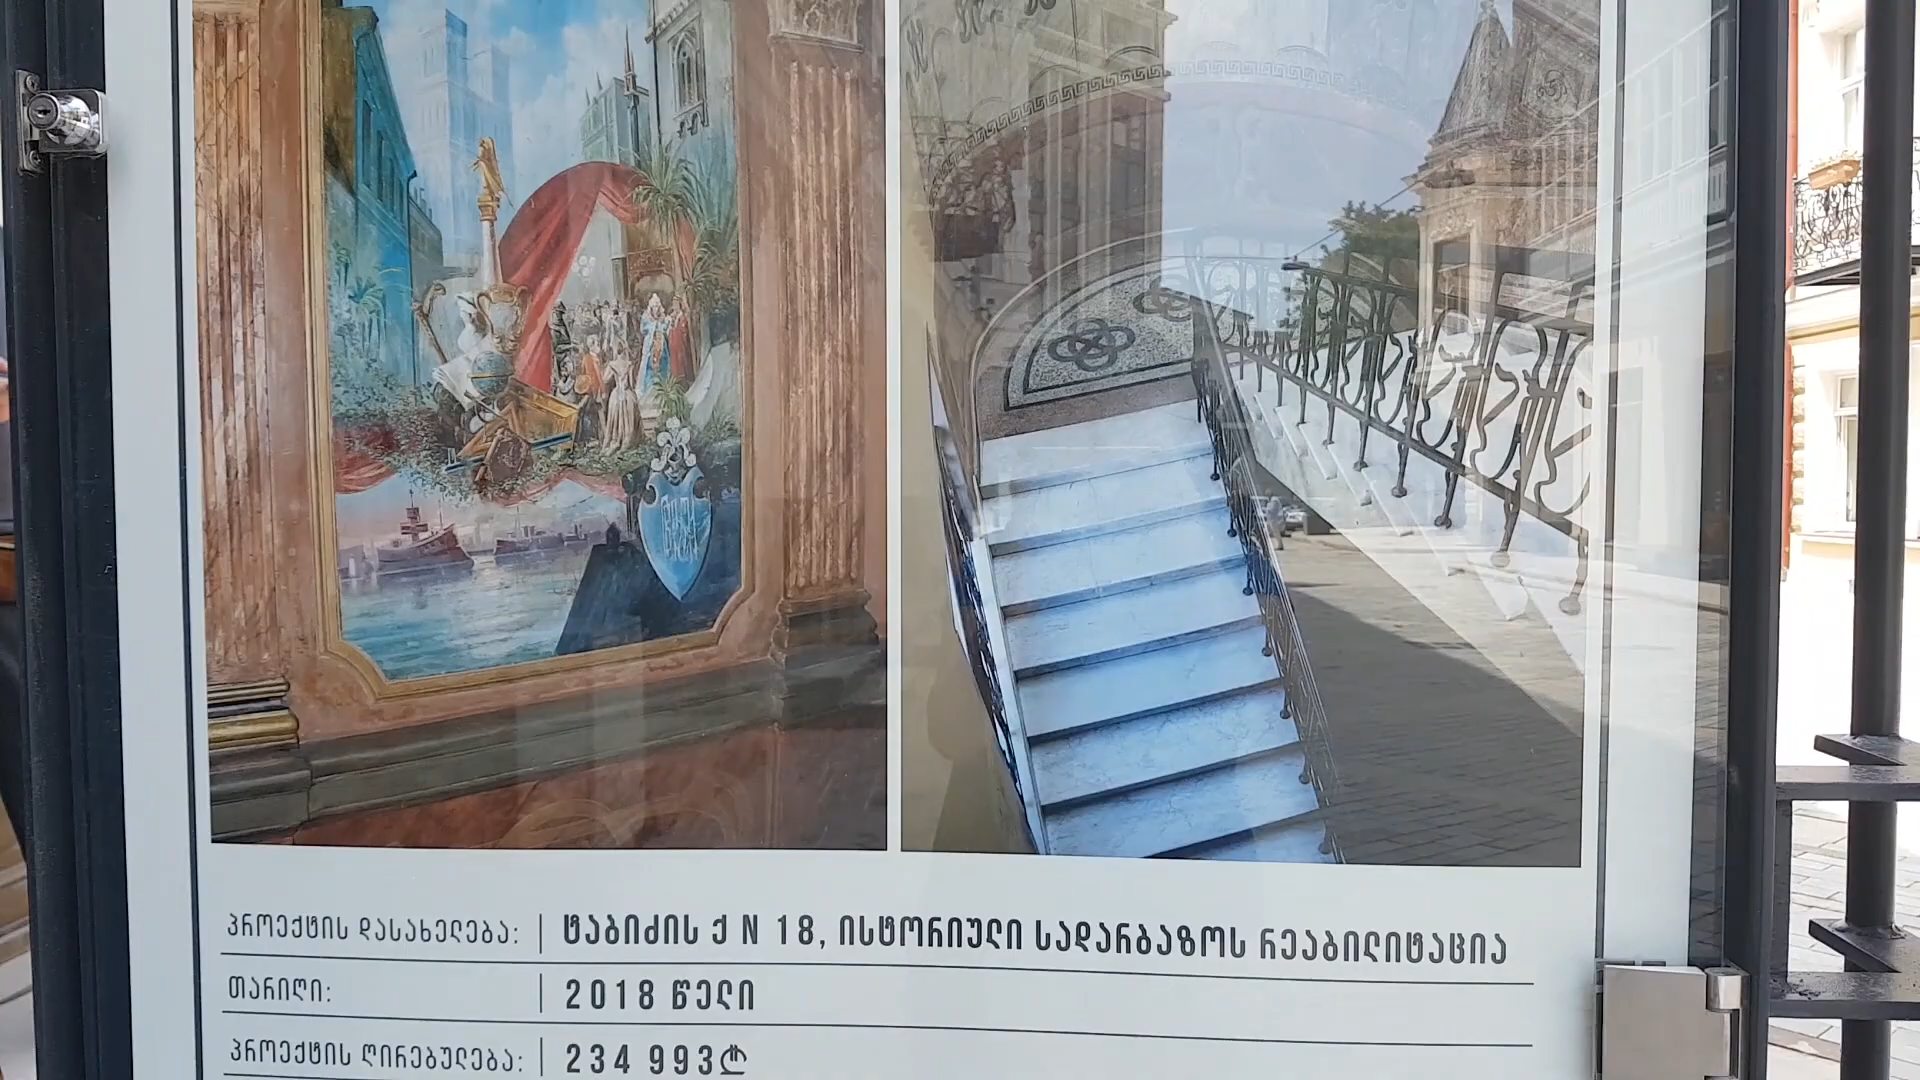 პროექტის დასახელება: | ტაბიძის ქ N 18, ისტორიული სადარბაზოს რეაბილიტაცია
თარიღი: | 2018 წელი
პროექტის ღირებულება: | 234 993₾